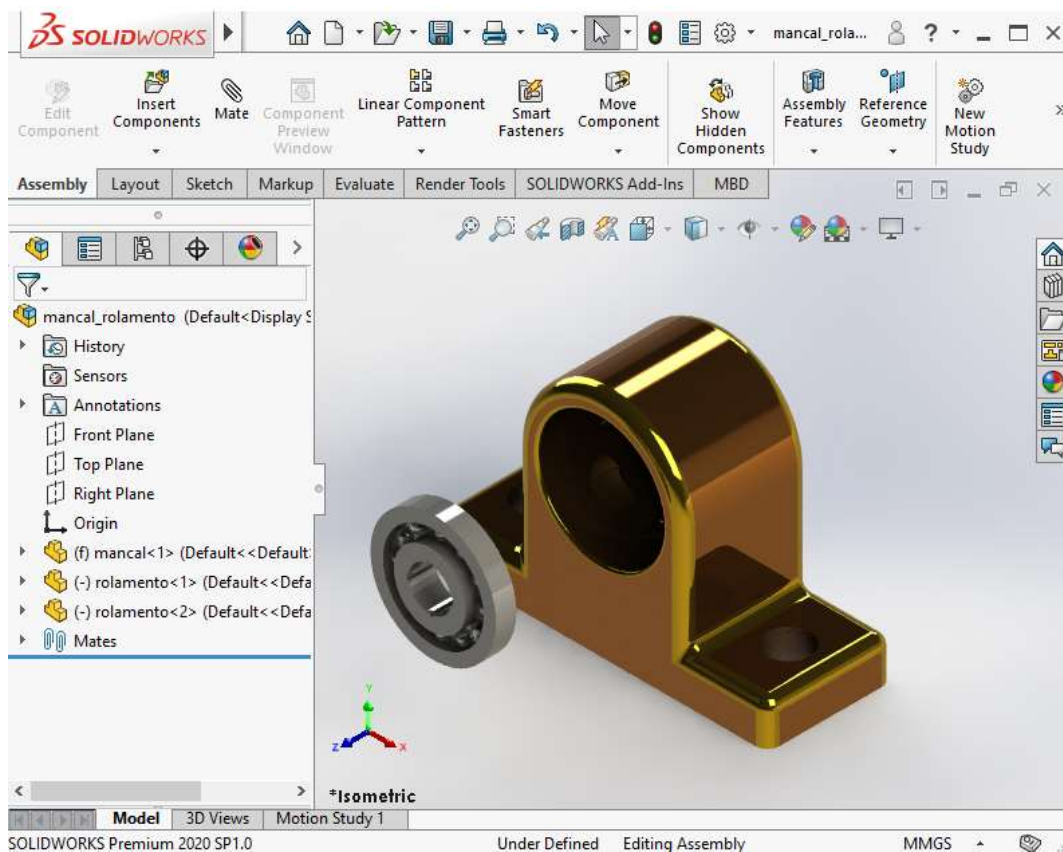 SOLIDWORKS
mancal_rola...
?
Edit Component
Insert Components
Mate
Component Preview Window
Linear Component Pattern
Smart Fasteners
Move Component
Show Hidden Components
Assembly Features
Reference Geometry
New Motion Study
Assembly
Layout
Sketch
Markup
Evaluate
Render Tools
SOLIDWORKS Add-Ins
MBD
mancal_rolamento (Default<Display S
History
Sensors
Annotations
Front Plane
Top Plane
Right Plane
Origin
(f) mancal<1> (Default<<Default
(-) rolamento<1> (Default<<Defa
(-) rolamento<2> (Default<<Defa
Mates
Y
Z
X
*Isometric
Model
3D Views
Motion Study 1
SOLIDWORKS Premium 2020 SP1.0
Under Defined
Editing Assembly
MMGS